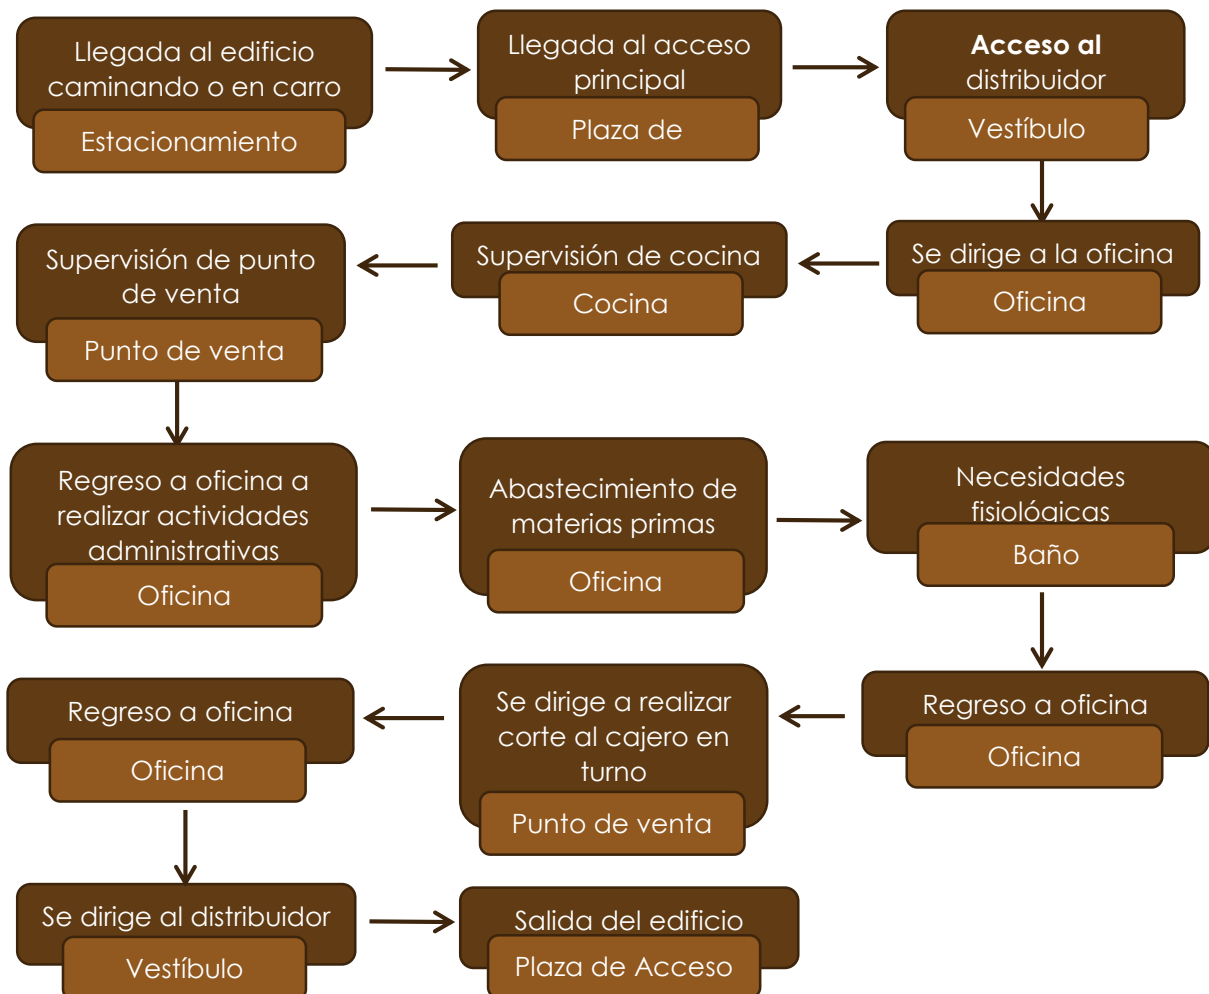 Llegada al edificio
caminando o en carro
Estacionamiento
Llegada al acceso
principal
Plaza de
Acceso al
distribuidor
Vestíbulo
Se dirige a la oficina
Oficina
Supervisión de cocina
Cocina
Supervisión de punto
de venta
Punto de venta
Regreso a oficina a
realizar actividades
administrativas
Oficina
Abastecimiento de
materias primas
Oficina
Necesidades
fisiológicas
Baño
Regreso a oficina
Oficina
Se dirige a realizar
corte al cajero en
turno
Punto de venta
Regreso a oficina
Oficina
Se dirige al distribuidor
Vestíbulo
Salida del edificio
Plaza de Acceso